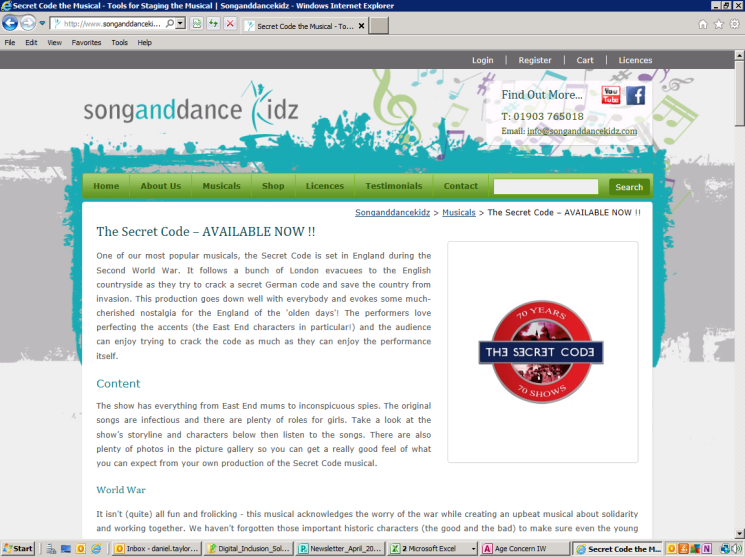 Secret Code the Musical - Tools for Staging the Musical | Songanddancekidz - Windows Internet Explorer
http://www.songanddanceki...
Secret Code the Musical - To...
File Edit View Favorites Tools Help
Login | Register | Cart | Licences
songanddance kidz
Find Out More...
You Tube f
T: 01903 765018
Email: info@songanddancekidz.com
Home About Us Musicals Shop Licences Testimonials Contact Search
Songanddancekidz > Musicals > The Secret Code – AVAILABLE NOW !!
The Secret Code – AVAILABLE NOW !!
One of our most popular musicals, the Secret Code is set in England during the
Second World War. It follows a bunch of London evacuees to the English
countryside as they try to crack a secret German code and save the country from
invasion. This production goes down well with everybody and evokes some much-
cherished nostalgia for the England of the 'olden days'! The performers love
perfecting the accents (the East End characters in particular!) and the audience
can enjoy trying to crack the code as much as they can enjoy the performance
itself.
70 YEARS
TH3 S3CR3T COD3
70 SHOWS
Content
The show has everything from East End mums to inconspicuous spies. The original
songs are infectious and there are plenty of roles for girls. Take a look at the
show's storyline and characters below then listen to the songs. There are also
plenty of photos in the picture gallery so you can get a really good feel of what
you can expect from your own production of the Secret Code musical.
World War
It isn't (quite) all fun and frolicking - this musical acknowledges the worry of the war while creating an upbeat musical about solidarity
and working together. We haven't forgotten those important historic characters (the good and the bad) to make sure even the young
Start Inbox - daniel.taylor... Digital_Inclusion_Sol... Newsletter_April_20... 2 Microsoft Excel Age Concern IW Secret Code the M...